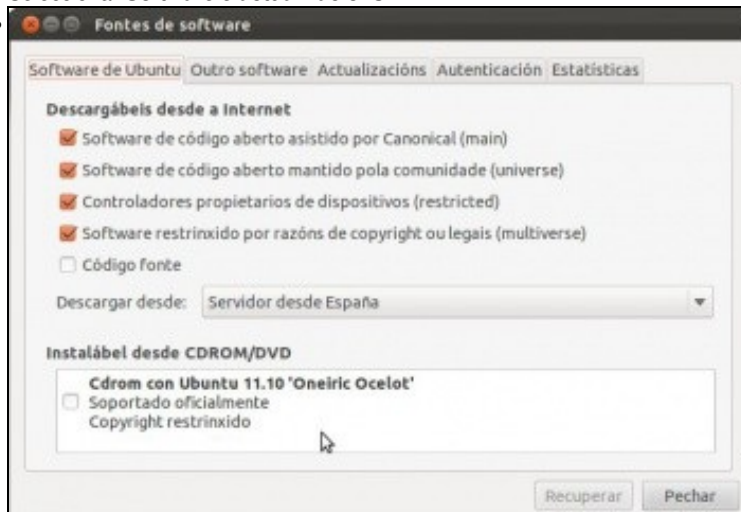 Fontes de software
Software de Ubuntu Outro software Actualizacións Autenticación Estatísticas
Descargábeis desde a Internet
Software de código aberto asistido por Canonical (main)
Software de código aberto mantido pola comunidade (universe)
Controladores propietarios de dispositivos (restricted)
Software restrinxido por razóns de copyright ou legais (multiverse)
Código fonte
Descargar desde: Servidor desde España
Instalábel desde CDROM/DVD
Cdrom con Ubuntu 11.10 'Oneiric Ocelot'
Soportado oficialmente
Copyright restrinxido
Recuperar Pechar